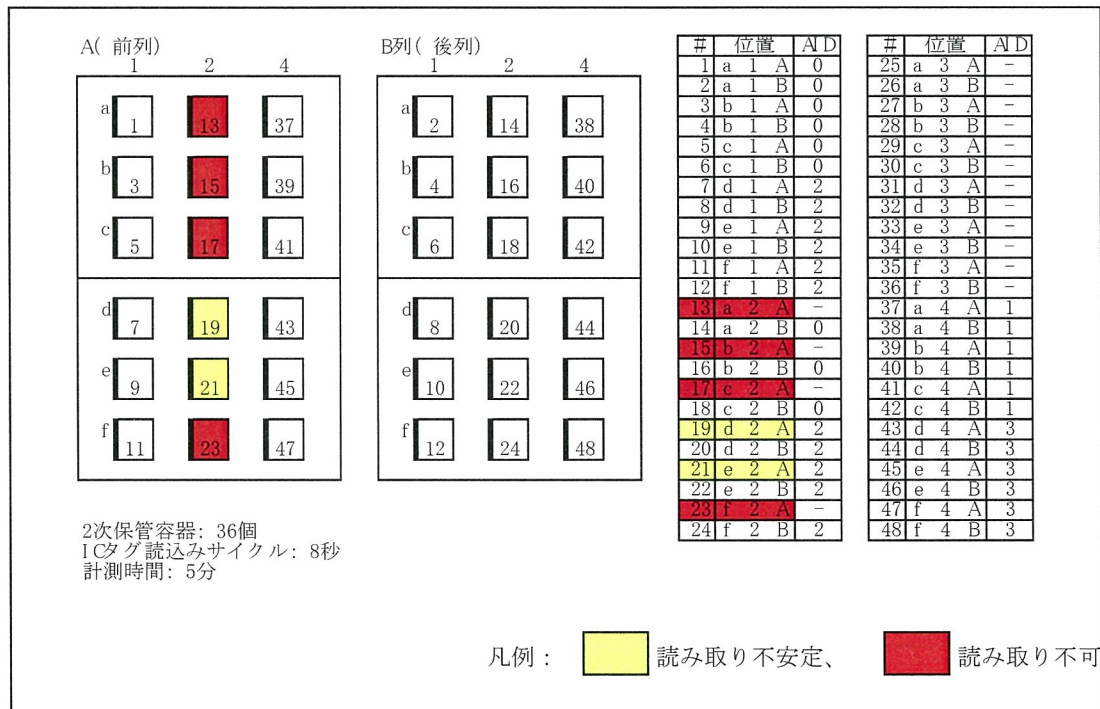 A( 前列)
1 2 4
a 1 13 37
b 3 15 39
c 5 17 41
d 7 19 43
e 9 21 45
f 11 23 47
B列( 後列)
1 2 4
a 2 14 38
b 4 16 40
c 6 18 42
d 8 20 44
e 10 22 46
f 12 24 48
# 位置 AID
1 a 1 A 0
2 a 1 B 0
3 b 1 A 0
4 b 1 B 0
5 c 1 A 0
6 c 1 B 0
7 d 1 A 2
8 d 1 B 2
9 e 1 A 2
10 e 1 B 2
11 f 1 A 2
12 f 1 B 2
13 a 2 A -
14 a 2 B 0
15 b 2 A -
16 b 2 B 0
17 c 2 A -
18 c 2 B 0
19 d 2 A 2
20 d 2 B 2
21 e 2 A 2
22 e 2 B 2
23 f 2 A -
24 f 2 B 2
# 位置 AID
25 a 3 A -
26 a 3 B -
27 b 3 A -
28 b 3 B -
29 c 3 A -
30 c 3 B -
31 d 3 A -
32 d 3 B -
33 e 3 A -
34 e 3 B -
35 f 3 A -
36 f 3 B -
37 a 4 A 1
38 a 4 B 1
39 b 4 A 1
40 b 4 B 1
41 c 4 A 1
42 c 4 B 1
43 d 4 A 3
44 d 4 B 3
45 e 4 A 3
46 e 4 B 3
47 f 4 A 3
48 f 4 B 3
2次保管容器: 36個
ICタグ読込みサイクル: 8秒
計測時間: 5分
凡例 : 読み取り不安定、 読み取り不可